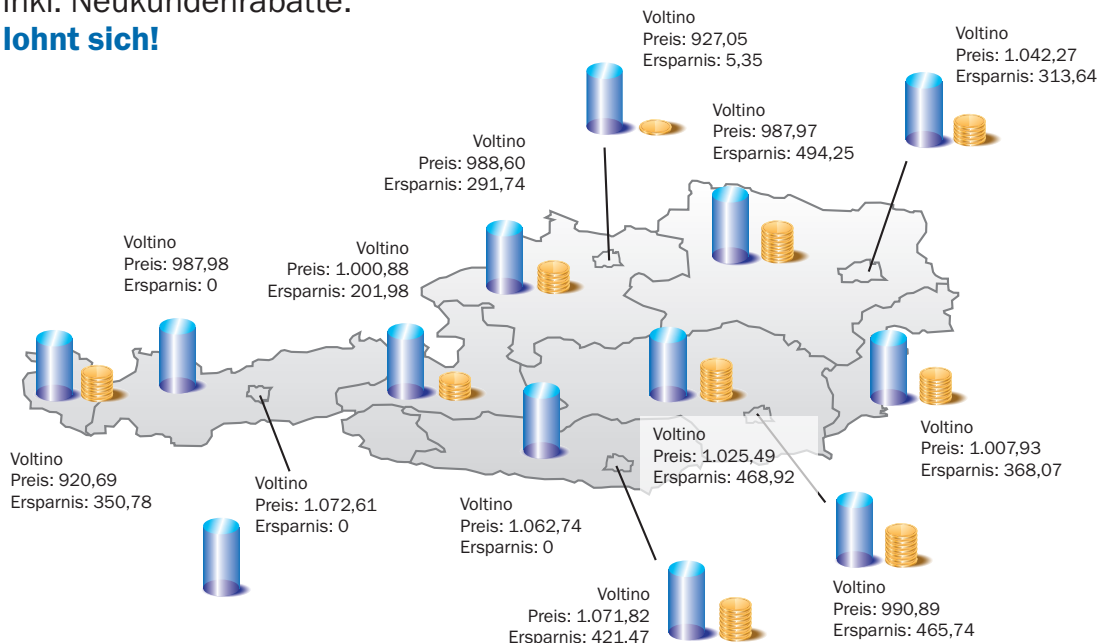 inkl. Neukundenrabatte.
lohnt sich!
Voltino
Preis: 927,05
Ersparnis: 5,35
Voltino
Preis: 1.042,27
Ersparnis: 313,64
Voltino
Preis: 988,60
Ersparnis: 291,74
Voltino
Preis: 987,97
Ersparnis: 494,25
Voltino
Preis: 987,98
Ersparnis: 0
Voltino
Preis: 1.000,88
Ersparnis: 201,98
Voltino
Preis: 920,69
Ersparnis: 350,78
Voltino
Preis: 1.072,61
Ersparnis: 0
Voltino
Preis: 1.062,74
Ersparnis: 0
Voltino
Preis: 1.025,49
Ersparnis: 468,92
Voltino
Preis: 1.007,93
Ersparnis: 368,07
Voltino
Preis: 1.071,82
Ersparnis: 421,47
Voltino
Preis: 990,89
Ersparnis: 465,74